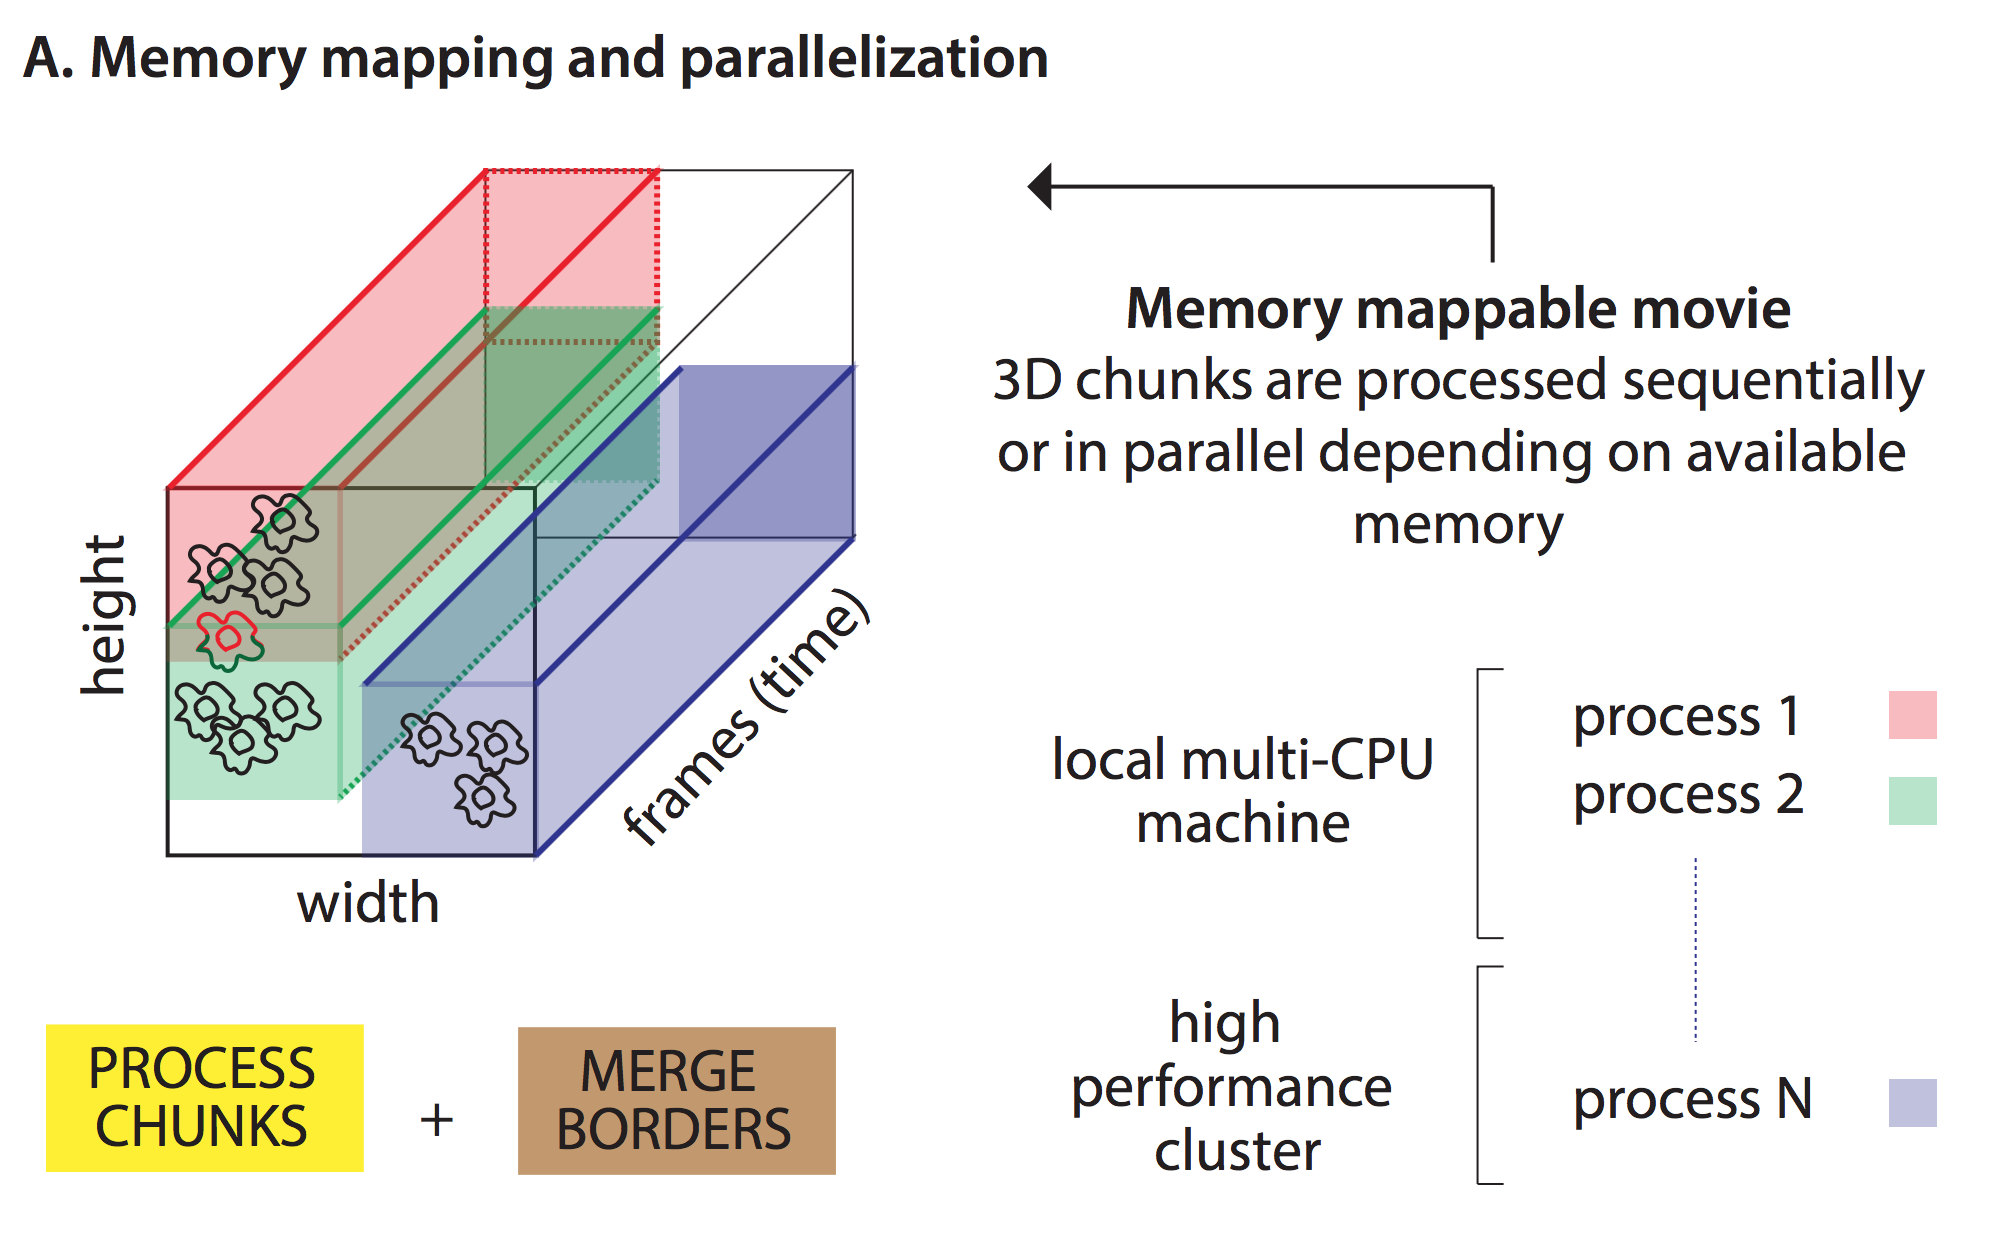 A. Memory mapping and parallelization
height
width
frames (time)
Memory mappable movie
3D chunks are processed sequentially
or in parallel depending on available
memory
local multi-CPU
machine
process 1
process 2
high
performance
cluster
process N
PROCESS
CHUNKS
+
MERGE
BORDERS